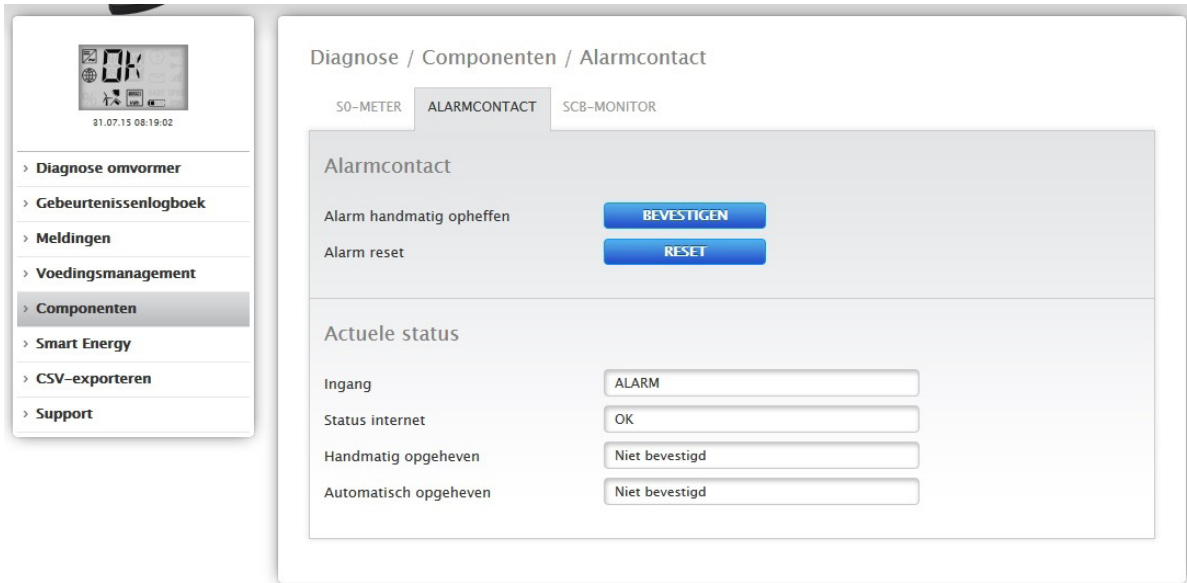 OK
31.07.15 08:19:02
› Diagnose omvormer
› Gebeurtenissenlogboek
› Meldingen
› Voedingsmanagement
› Componenten
› Smart Energy
› CSV-exporteren
› Support
Diagnose / Componenten / Alarmcontact
S0-METER ALARMCONTACT SCB-MONITOR
Alarmcontact
Alarm handmatig opheffen BEVESTIGEN
Alarm reset RESET
Actuele status
Ingang ALARM
Status internet OK
Handmatig opgeheven Niet bevestigd
Automatisch opgeheven Niet bevestigd